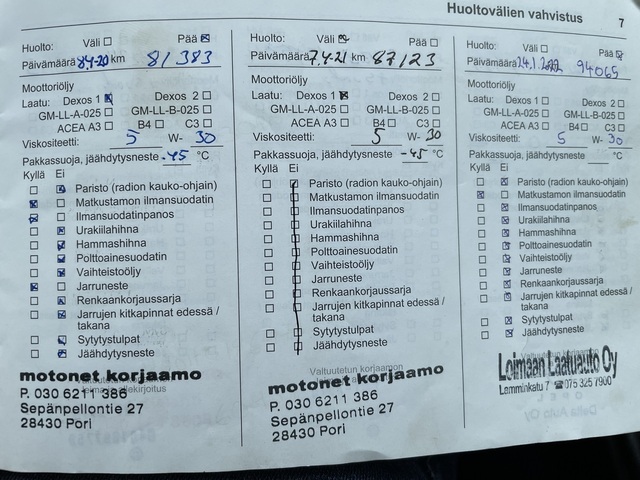 Huoltovälien vahvistus 7
Huolto: Väli Pää
Päivämäärä 8.4-20 km 81383
Moottoriöljy
Laatu: Dexos 1 Dexos 2
GM-LL-A-025 GM-LL-B-025
ACEA A3 B4 C3
Viskositeetti: 5 W- 30
Pakkassuoja, jäähdytysneste -45 °C
Kyllä Ei
Paristo (radion kauko-ohjain)
Matkustamon ilmansuodatin
Ilmansuodatinpanos
Urakiilahihna
Hammashihna
Polttoainesuodatin
Vaihteistoöljy
Jarruneste
Renkaankorjaussarja
Jarrujen kitkapinnat edessä /
takana
Sytytystulpat
Jäähdytysneste
motonet korjaamo
P. 030 6211 386
Sepänpellontie 27
28430 Pori
Huolto: Väli Pää
Päivämäärä 7.4-21 km 87123
Moottoriöljy
Laatu: Dexos 1 Dexos 2
GM-LL-A-025 GM-LL-B-025
ACEA A3 B4 C3
Viskositeetti: 5 W- 30
Pakkassuoja, jäähdytysneste -45 °C
Kyllä Ei
Paristo (radion kauko-ohjain)
Matkustamon ilmansuodatin
Ilmansuodatinpanos
Urakiilahihna
Hammashihna
Polttoainesuodatin
Vaihteistoöljy
Jarruneste
Renkaankorjaussarja
Jarrujen kitkapinnat edessä /
takana
Sytytystulpat
Jäähdytysneste
Valtuutetun korjaamon
motonet korjaamo
P. 030 6211 386
Sepänpellontie 27
28430 Pori
Huolto: Väli Pää
Päivämäärä 24.1. km 94065
Moottoriöljy
Laatu: Dexos 1 Dexos 2
GM-LL-A-025 GM-LL-B-025
ACEA A3 B4 C3
Viskositeetti: 5 W- 30
Pakkassuoja, jäähdytysneste °C
Kyllä Ei
Paristo (radion kauko-ohjain)
Matkustamon ilmansuodatin
Ilmansuodatinpanos
Urakiilahihna
Hammashihna
Polttoainesuodatin
Vaihteistoöljy
Jarruneste
Renkaankorjaussarja
Jarrujen kitkapinnat edessä /
takana
Sytytystulpat
Jäähdytysneste
Loimaan Laatuauto Oy
Lamminkatu 7 ☎ 075 325 7900